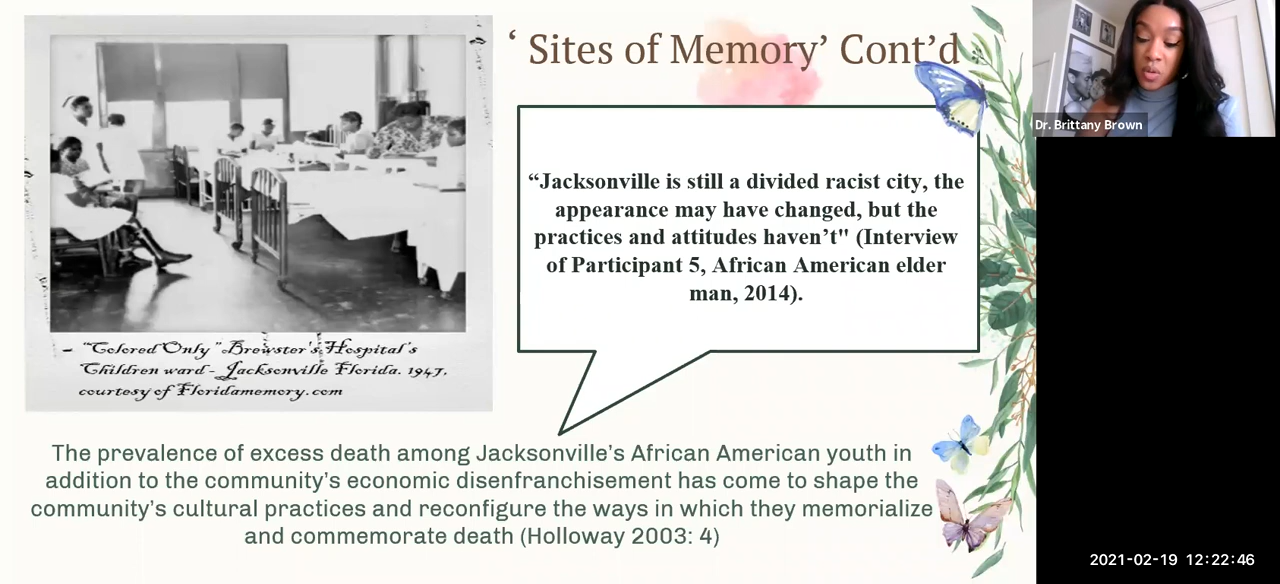 ‘ Sites of Memory’ Cont’d
“Jacksonville is still a divided racist city, the
appearance may have changed, but the
practices and attitudes haven’t" (Interview
of Participant 5, African American elder
man, 2014).
- “Colored Only” Brewster's Hospital's
Children ward - Jacksonville Florida. 1947,
courtesy of Floridamemory.com
The prevalence of excess death among Jacksonville’s African American youth in
addition to the community’s economic disenfranchisement has come to shape the
community’s cultural practices and reconfigure the ways in which they memorialize
and commemorate death (Holloway 2003: 4)
Dr. Brittany Brown
2021-02-19 12:22:46